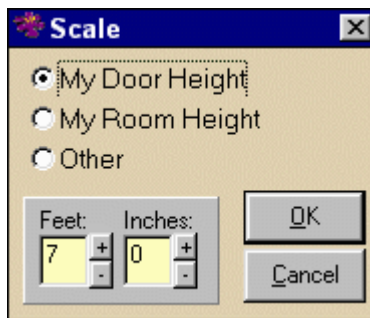 Scale
My Door Height
My Room Height
Other
Feet: Inches:
7 + - 0 + -
OK
Cancel